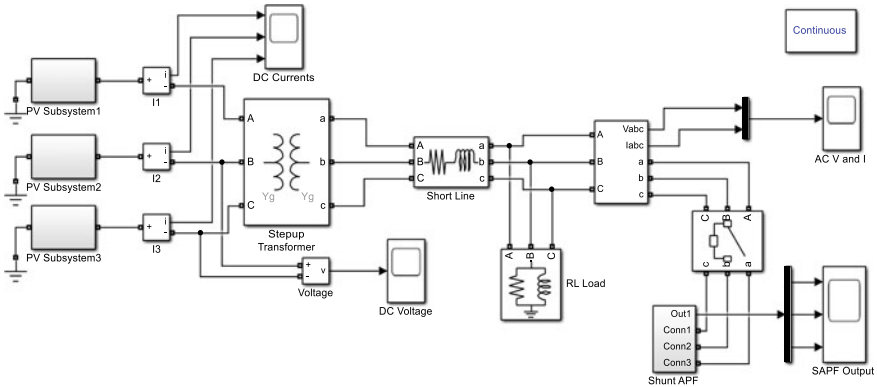 Continuous
DC Currents
PV Subsystem1
+
i
-
I1
PV Subsystem2
+
i
-
I2
PV Subsystem3
+
i
-
I3
A
B
C
a
b
c
Yg
Yg
Stepup
Transformer
+
-
v
Voltage
DC Voltage
A
B
C
a
b
c
Short Line
A
B
C
RL Load
A
B
C
Vabc
Iabc
a
b
c
AC V and I
C
B
A
c
b
a
Out1
Conn1
Conn2
Conn3
Shunt APF
SAPF Output